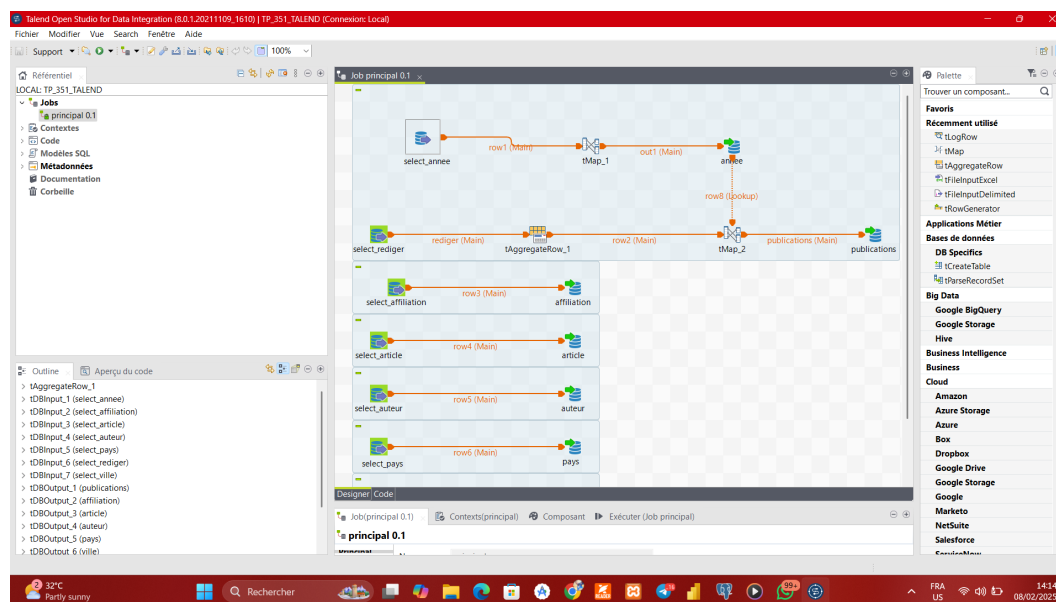 Talend Open Studio for Data Integration (8.0.1.20211109_1610) | TP_351_TALEND (Connexion: Local)
Fichier Modifier Vue Search Fenêtre Aide
Support 100%
Référentiel
LOCAL: TP_351_TALEND
Jobs
principal 0.1
Contextes
Code
Modèles SQL
Métadonnées
Documentation
Corbeille
Outline Aperçu du code
tAggregateRow_1
tDBInput_1 (select_annee)
tDBInput_2 (select_affiliation)
tDBInput_3 (select_article)
tDBInput_4 (select_auteur)
tDBInput_5 (select_pays)
tDBInput_6 (select_rediger)
tDBInput_7 (select_ville)
tDBOutput_1 (publications)
tDBOutput_2 (affiliation)
tDBOutput_3 (article)
tDBOutput_4 (auteur)
tDBOutput_5 (pays)
tDBOutput_6 (ville)
Job principal 0.1
row1 (Main)
out1 (Main)
select_annee
tMap_1
annee
row8 (Lookup)
rediger (Main)
row2 (Main)
publications (Main)
select_rediger
tAggregateRow_1
tMap_2
publications
row3 (Main)
select_affiliation
affiliation
row4 (Main)
select_article
article
row5 (Main)
select_auteur
auteur
row6 (Main)
select_pays
pays
Designer Code
Job(principal 0.1) Contexts(principal) Composant Exécuter (Job principal)
principal 0.1
Palette
Trouver un composant...
Favoris
Récemment utilisé
tLogRow
tMap
tAggregateRow
tFileInputExcel
tFileInputDelimited
tRowGenerator
Applications Métier
Bases de données
DB Specifics
tCreateTable
tParseRecordSet
Big Data
Google BigQuery
Google Storage
Hive
Business Intelligence
Business
Cloud
Amazon
Azure Storage
Azure
Box
Dropbox
Google Drive
Google Storage
Google
Marketo
NetSuite
Salesforce
ServiceNow
2
32°C
Partly sunny
Rechercher
99+
FRA
US
14:14
08/02/2025